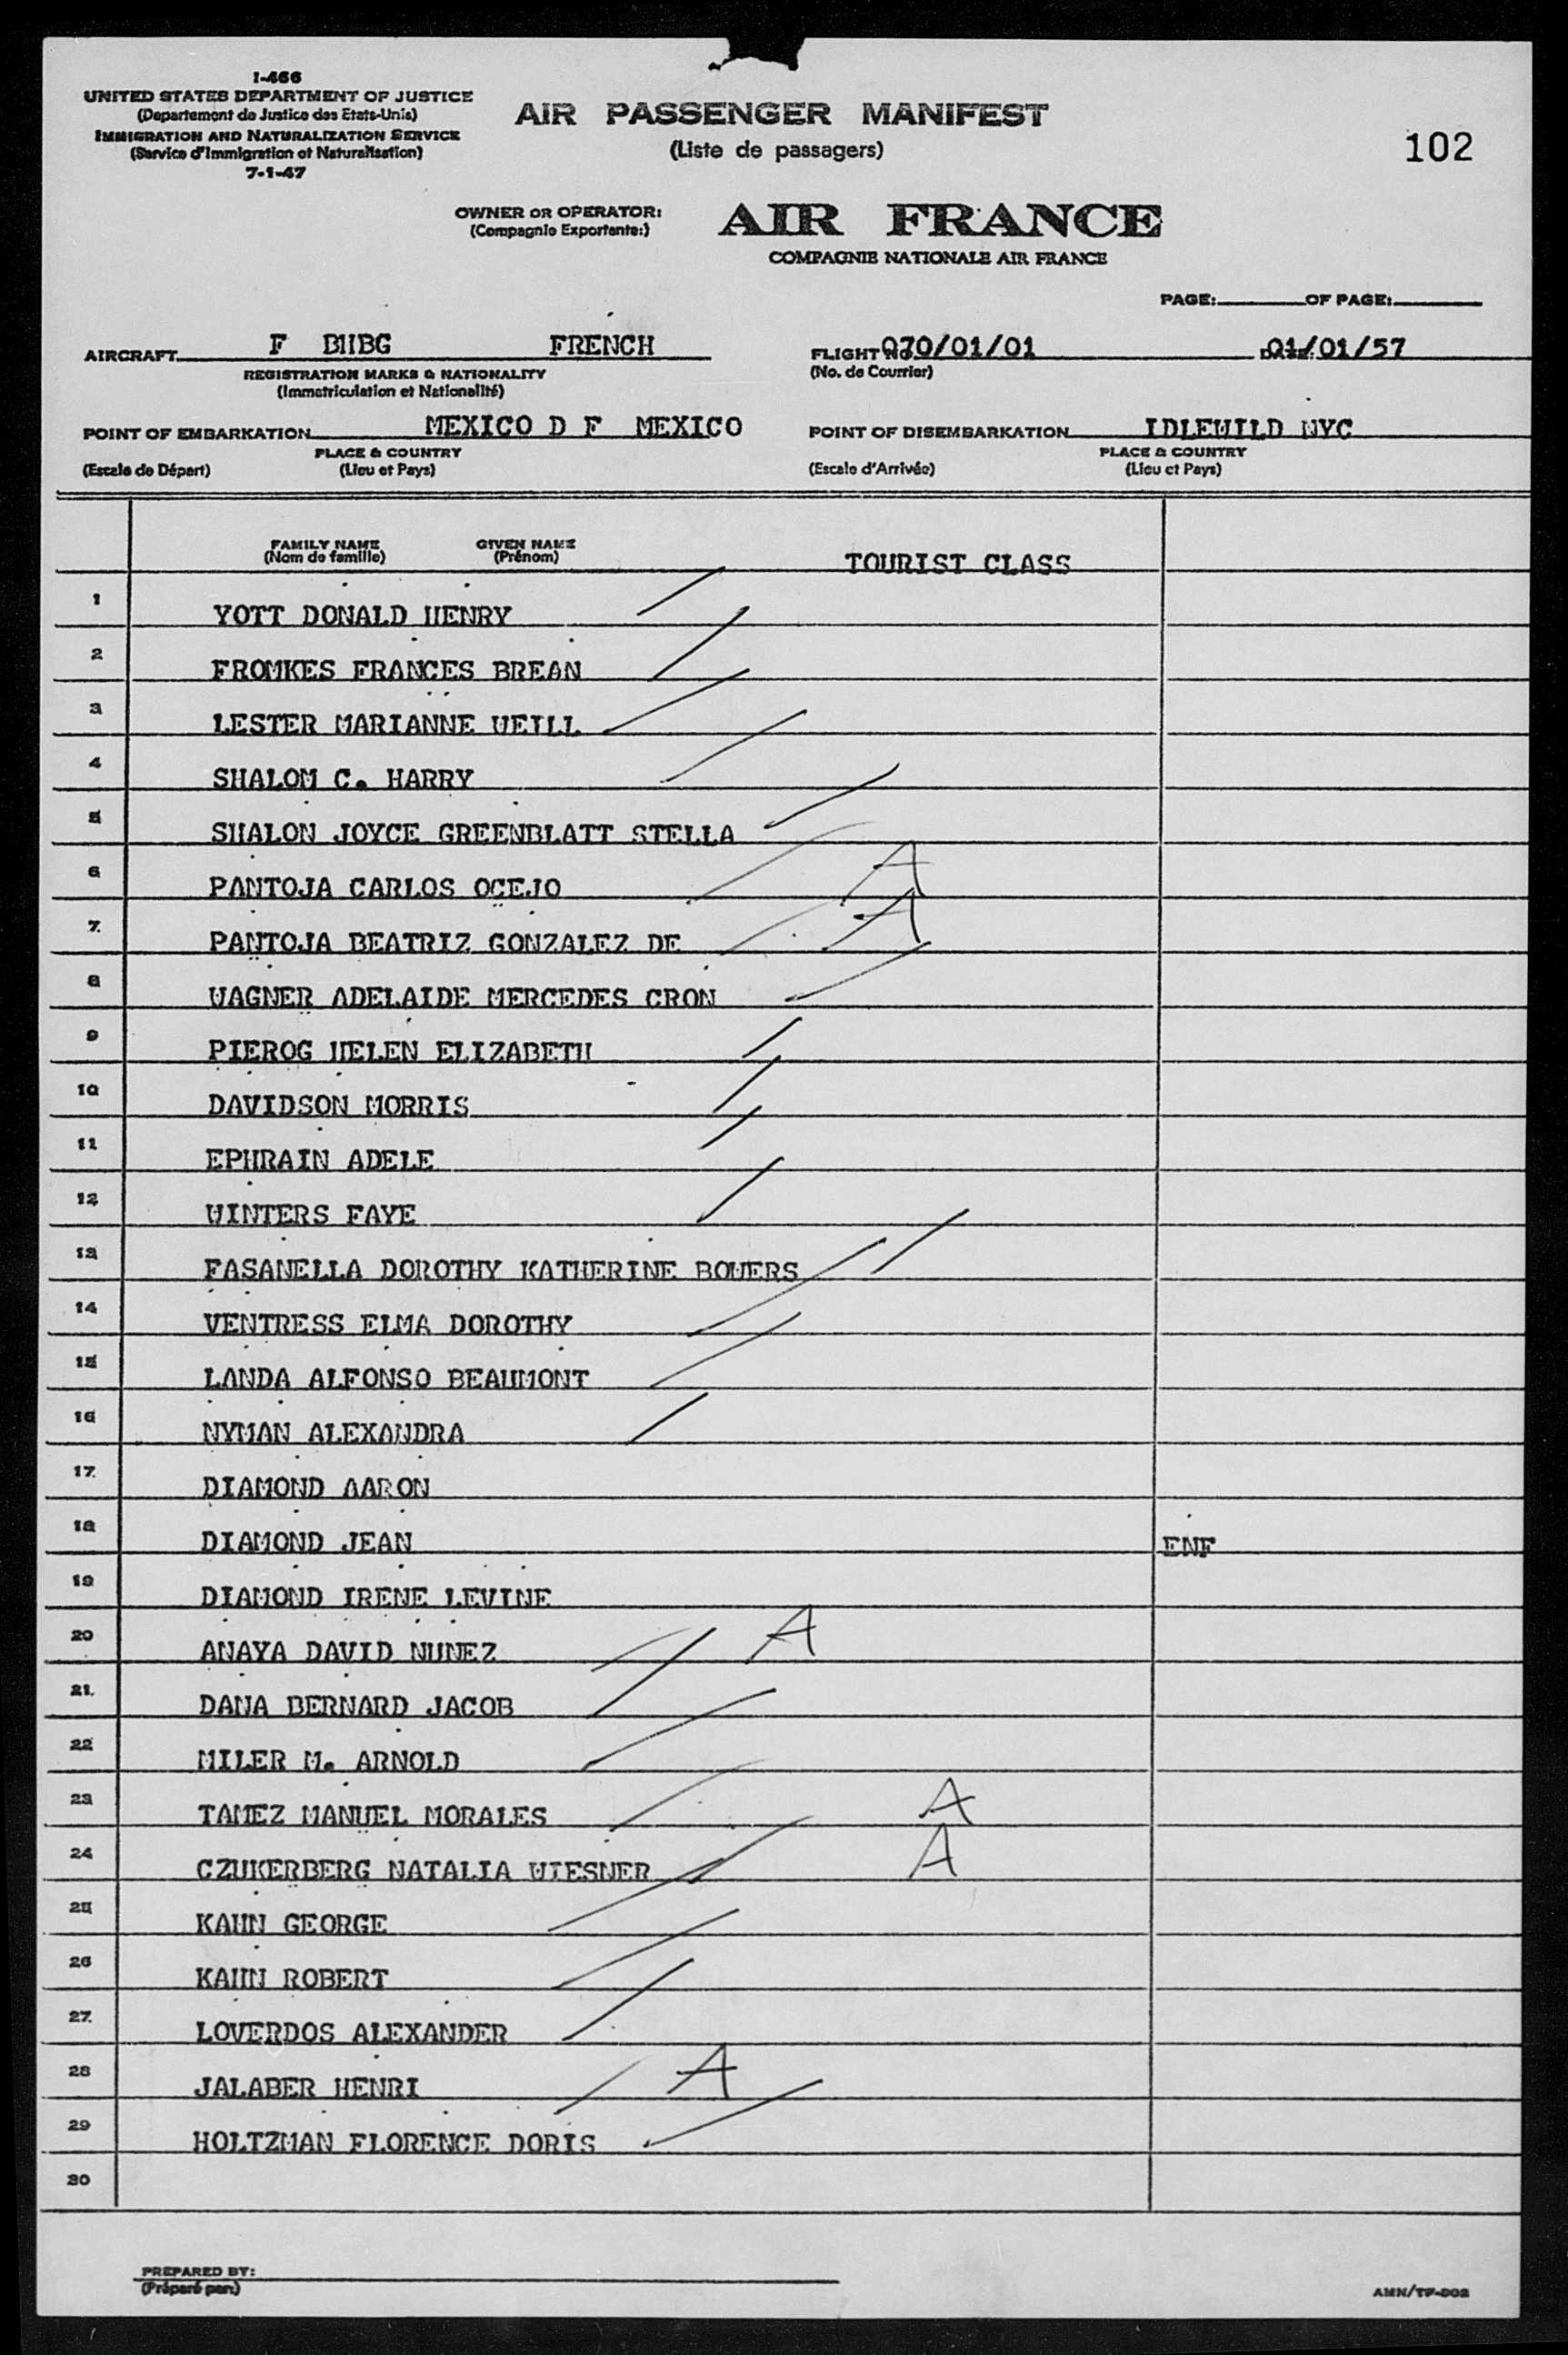 I-466
UNITED STATES DEPARTMENT OF JUSTICE
(Departement de Justice des Etats-Unis)
IMMIGRATION AND NATURALIZATION SERVICE
(Service d'Immigration et Naturalisation)
7-1-47
AIR PASSENGER MANIFEST
(Liste de passagers)
102
OWNER OR OPERATOR:
(Compagnie Exportente:)
AIR FRANCE
COMPAGNIE NATIONALE AIR FRANCE
PAGE: OF PAGE:
AIRCRAFT F BHBG FRENCH
REGISTRATION MARKS & NATIONALITY
(Immatriculation et Nationalité)
FLIGHT 070/01/01 01/01/57
(No. de Courrier)
POINT OF EMBARKATION MEXICO D F MEXICO
PLACE & COUNTRY
(Escale de Départ) (Lieu et Pays)
POINT OF DISEMBARKATION IDLEWILD NYC
PLACE & COUNTRY
(Escale d'Arrivée) (Lieu et Pays)
FAMILY NAME GIVEN NAME
(Nom de famille) (Prénom)
TOURIST CLASS
1 YOTT DONALD HENRY
2 FROMKES FRANCES BREAN
3 LESTER MARIANNE WEILL
4 SHALOM C. HARRY
5 SHALON JOYCE GREENBLATT STELLA
6 PANTOJA CARLOS OCEJO A
7 PANTOJA BEATRIZ GONZALEZ DE A
8 WAGNER ADELAIDE MERCEDES CRON
9 PIEROG HELEN ELIZABETH
10 DAVIDSON MORRIS
11 EPHRAIN ADELE
12 WINTERS FAYE
13 FASANELLA DOROTHY KATHERINE BOWERS
14 VENTRESS ELMA DOROTHY
15 LANDA ALFONSO BEAUMONT
16 NYMAN ALEXANDRA
17 DIAMOND AARON
18 DIAMOND JEAN ENF
19 DIAMOND IRENE LEVINE
20 ANAYA DAVID NUNEZ A
21 DANA BERNARD JACOB
22 MILER M. ARNOLD
23 TAMEZ MANUEL MORALES A
24 CZUKERBERG NATALIA WIESNER A
25 KAHN GEORGE
26 KAHN ROBERT
27 LOVERDOS ALEXANDER
28 JALABER HENRI A
29 HOLTZMAN FLORENCE DORIS
30
PREPARED BY:
(Préparé par:)